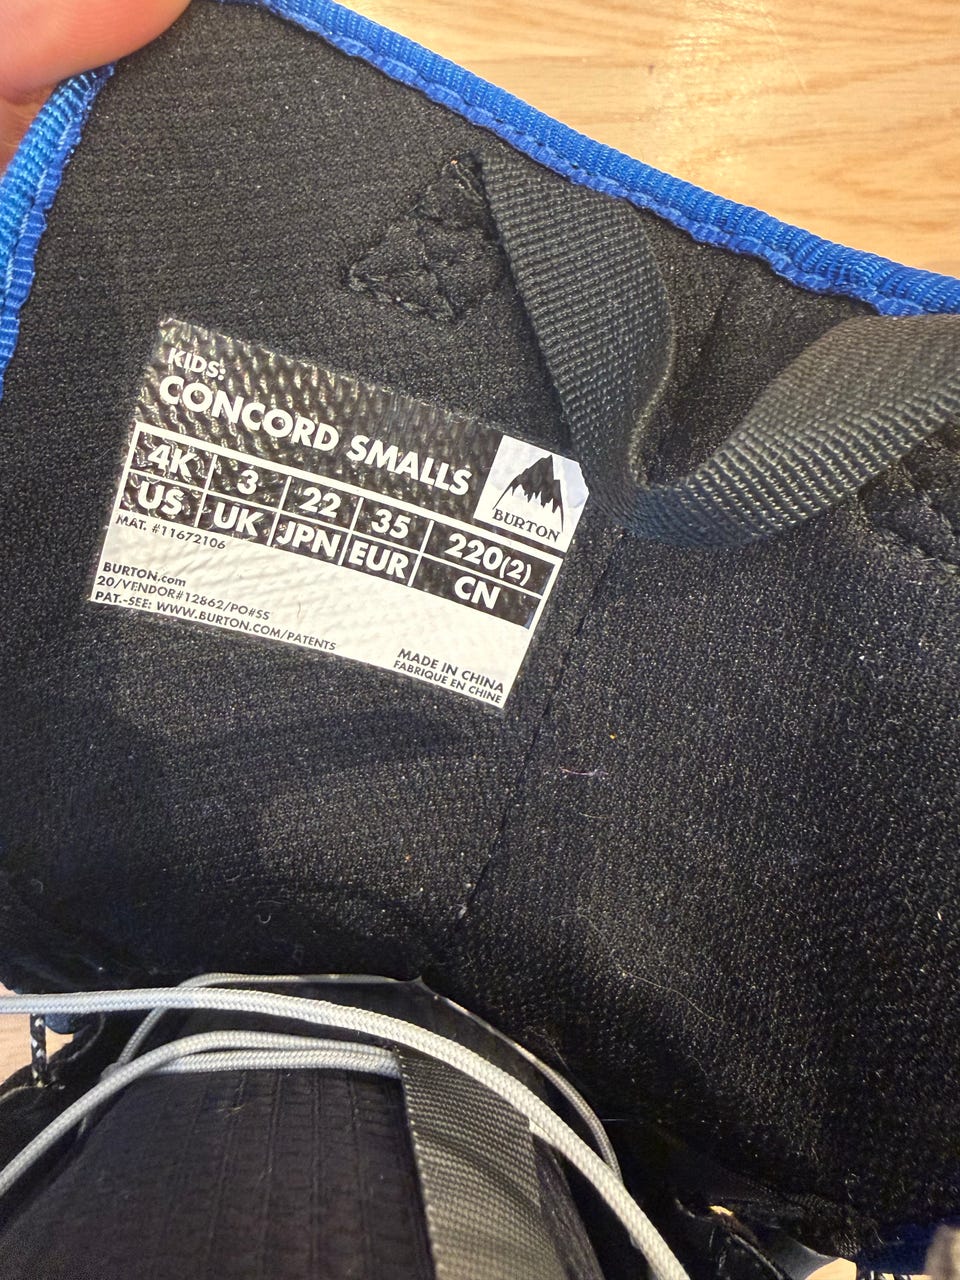 KIDS:
CONCORD SMALLS
BURTON
4K 3 22 35 220(2)
US UK JPN EUR CN
MAT. #11672106
BURTON.com
20/VENDOR#12862/PO#SS
PAT.-SEE: WWW.BURTON.COM/PATENTS
MADE IN CHINA
FABRIQUE EN CHINE